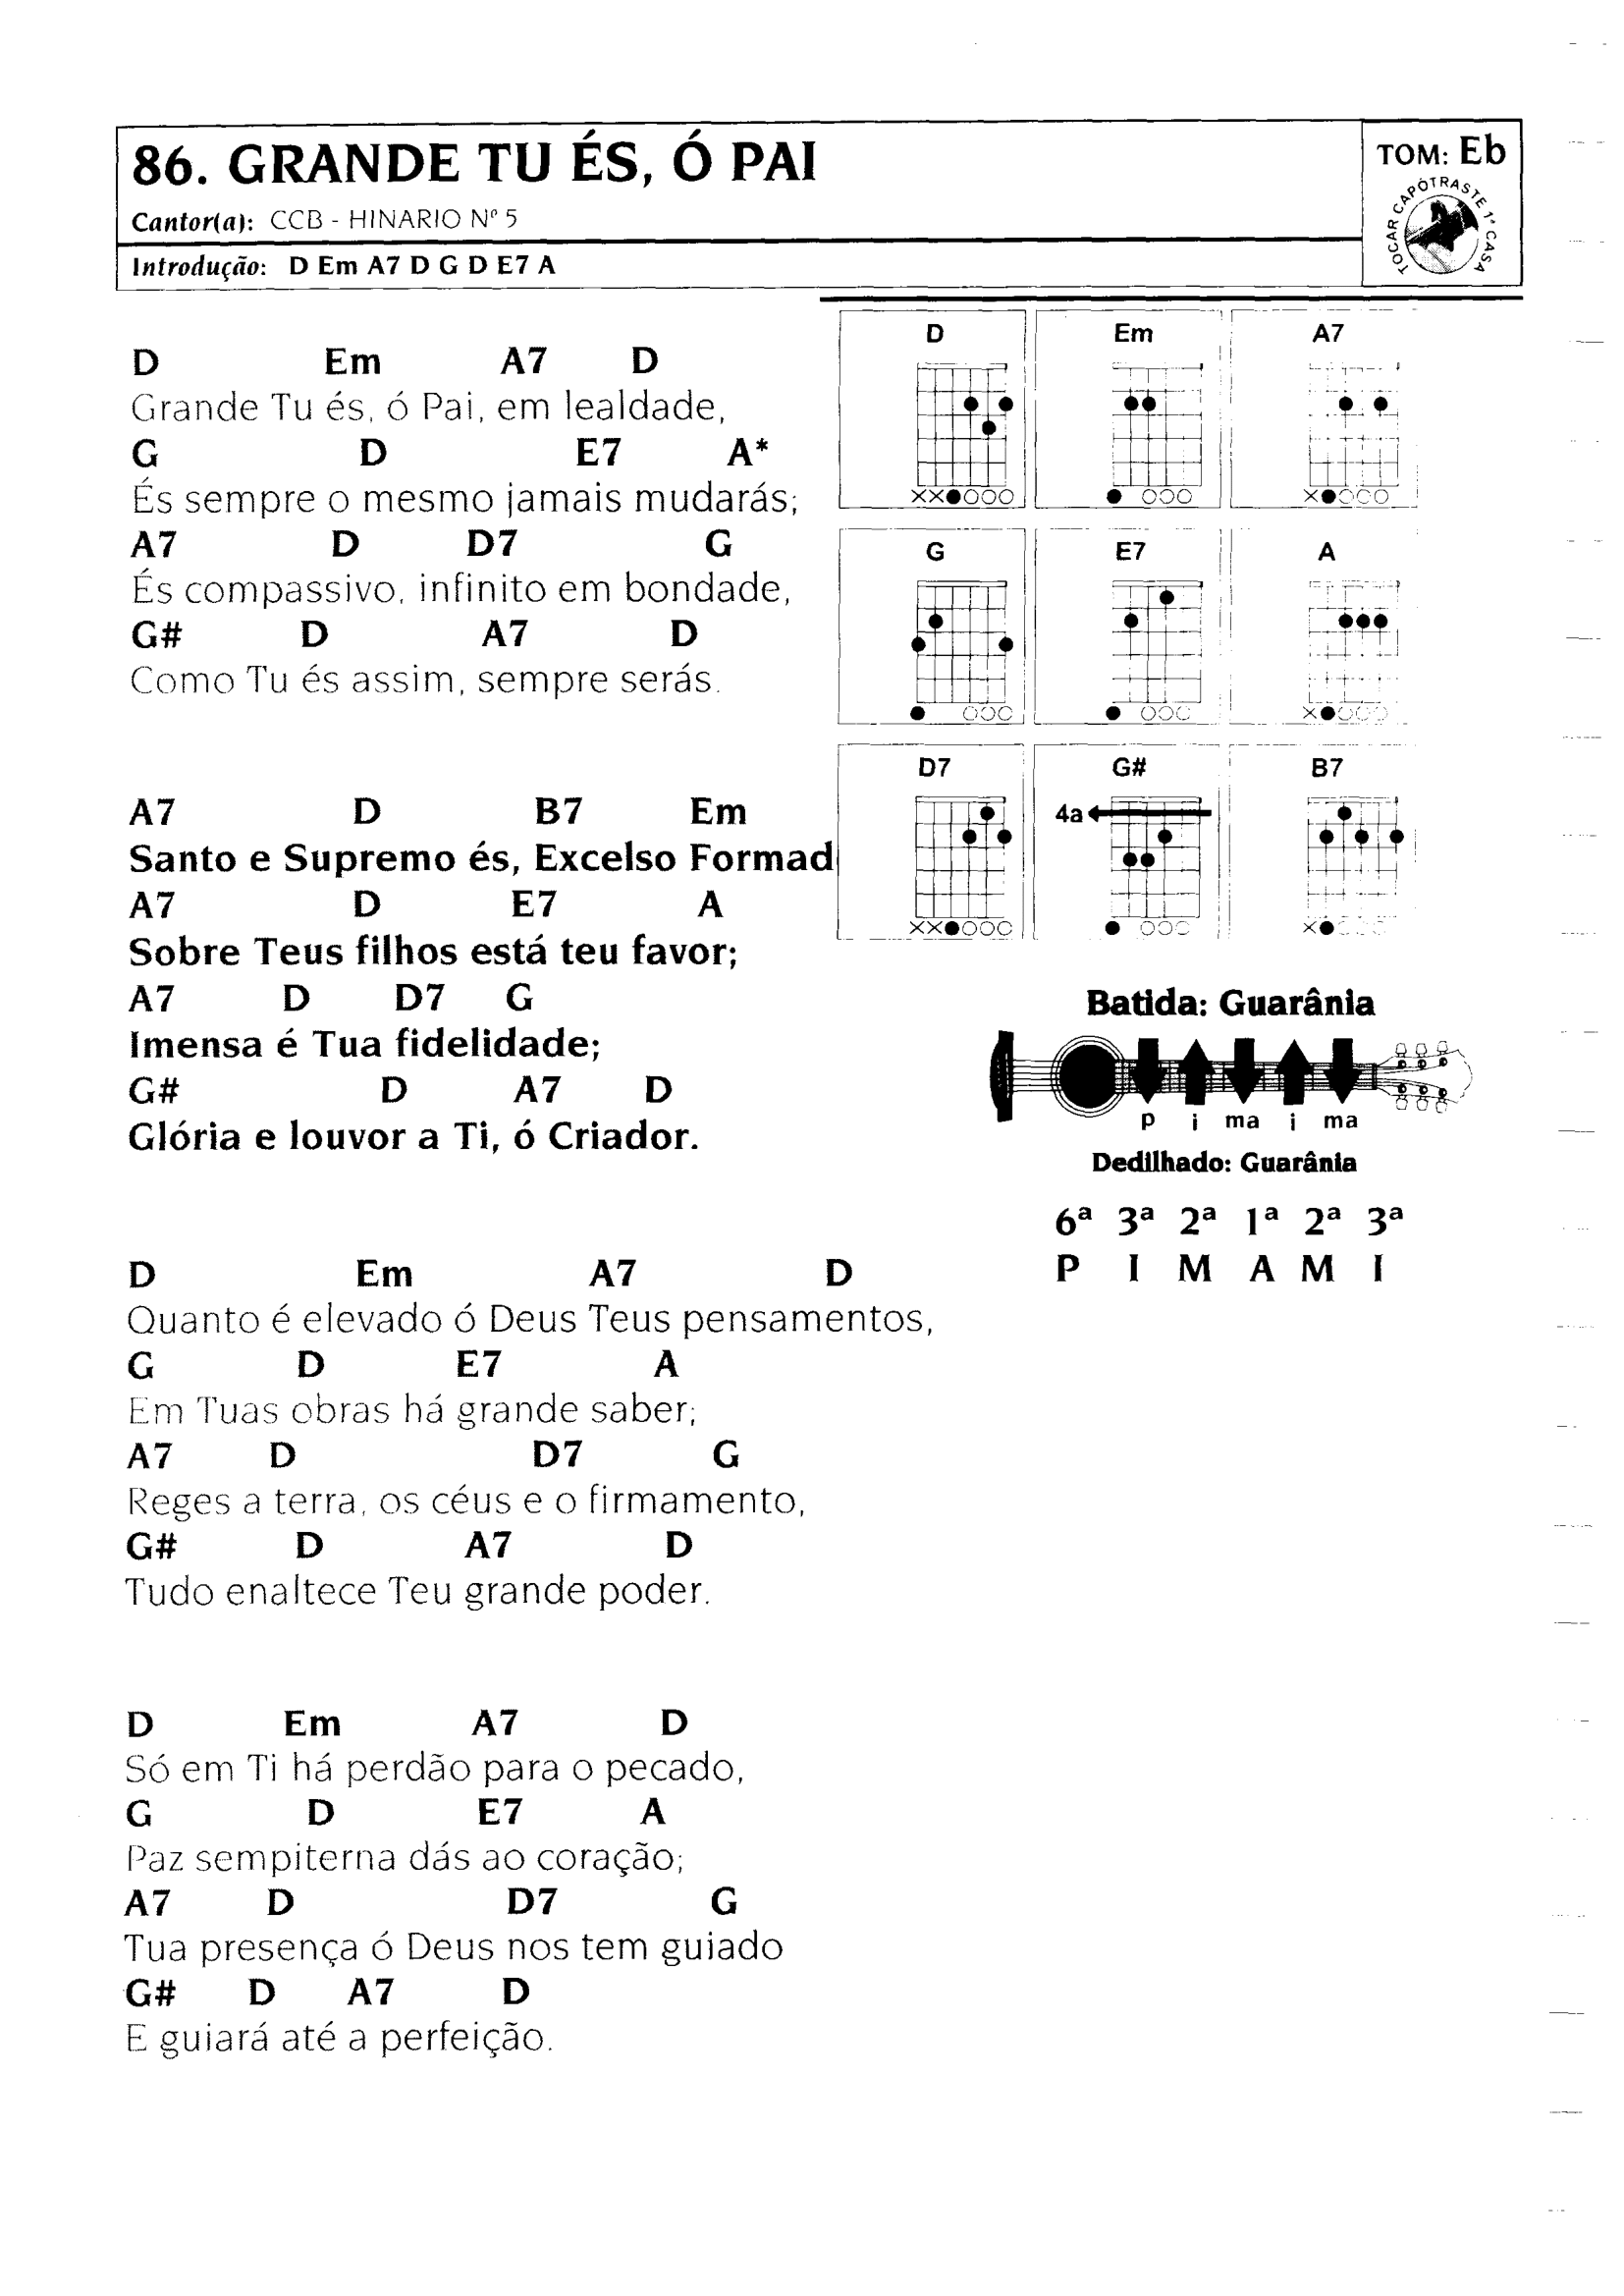 86. GRANDE TU ÉS, Ó PAI
Cantor(a): CCB - HINARIO Nº 5
Introdução: D Em A7 D G D E7 A
TOM: Eb
TOCAR CAPÓTRASTE 1ª CASA
D Em A7 D
Grande Tu és, ó Pai, em lealdade,
G D E7 A*
És sempre o mesmo jamais mudarás;
A7 D D7 G
És compassivo, infinito em bondade,
G# D A7 D
Como Tu és assim, sempre serás.
A7 D B7 Em
Santo e Supremo és, Excelso Formad
A7 D E7 A
Sobre Teus filhos está teu favor;
A7 D D7 G
Imensa é Tua fidelidade;
G# D A7 D
Glória e louvor a Ti, ó Criador.
D Em A7 D
Quanto é elevado ó Deus Teus pensamentos,
G D E7 A
Em Tuas obras há grande saber;
A7 D D7 G
Reges a terra, os céus e o firmamento,
G# D A7 D
Tudo enaltece Teu grande poder.
D Em A7 D
Só em Ti há perdão para o pecado,
G D E7 A
Paz sempiterna dás ao coração;
A7 D D7 G
Tua presença ó Deus nos tem guiado
G# D A7 D
E guiará até a perfeição.
D Em A7
G E7 A
D7 G# B7
4a
Batida: Guarânia
p i ma i ma
Dedilhado: Guarânia
6ª 3ª 2ª 1ª 2ª 3ª
P I M A M I